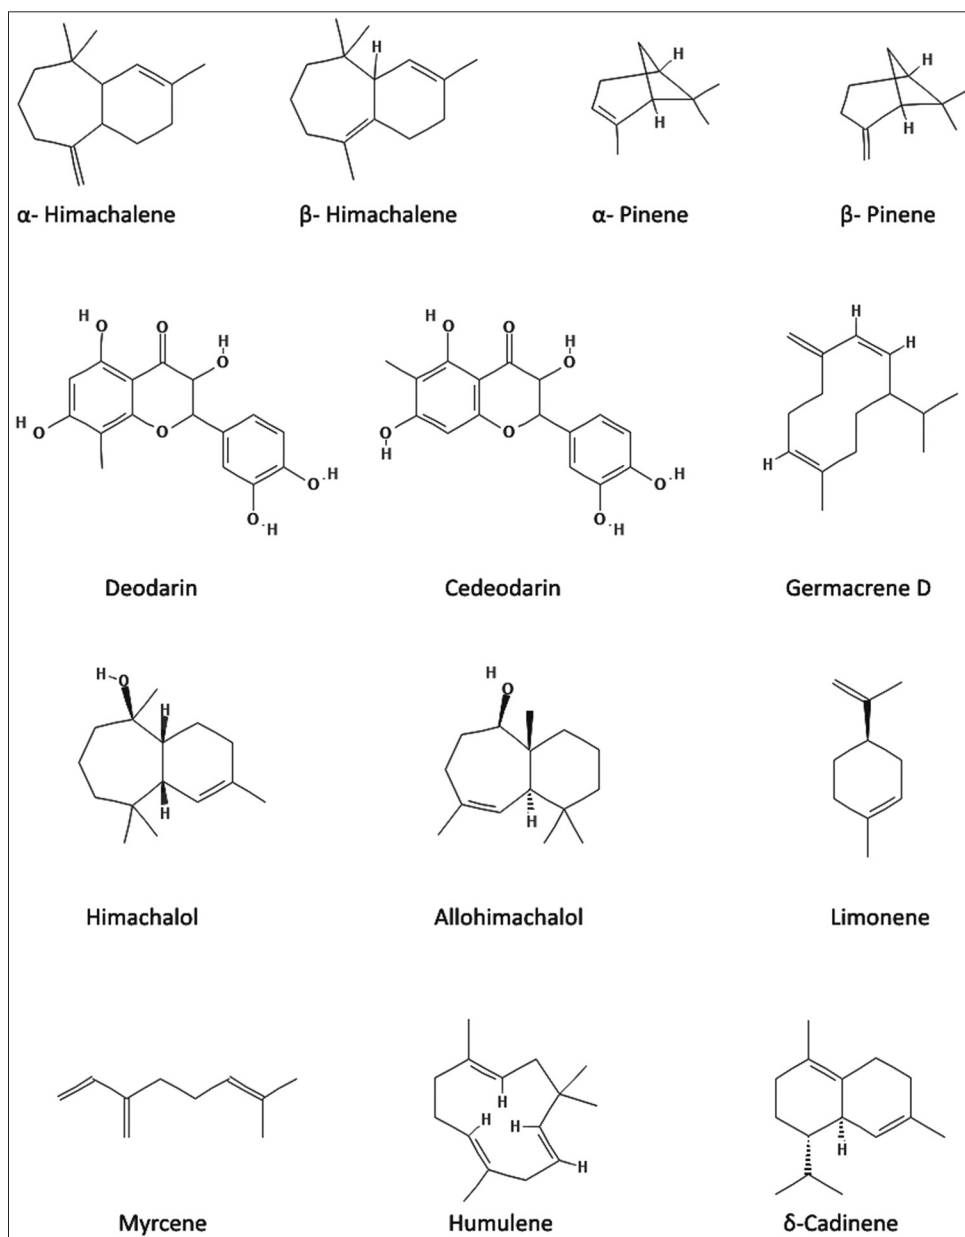 H
α- Himachalene
β- Himachalene
H
H
α- Pinene
H
H
β- Pinene
H
O
O
H
O
H
O
O
O
H
O
H
Deodarin
H
O
O
H
O
O
H
O
O
H
O
H
Cedeodarin
H
H
H
Germacrene D
H
O
H
H
Himachalol
H
O
H
Allohimachalol
Limonene
Myrcene
H
H
H
H
Humulene
H
δ-Cadinene